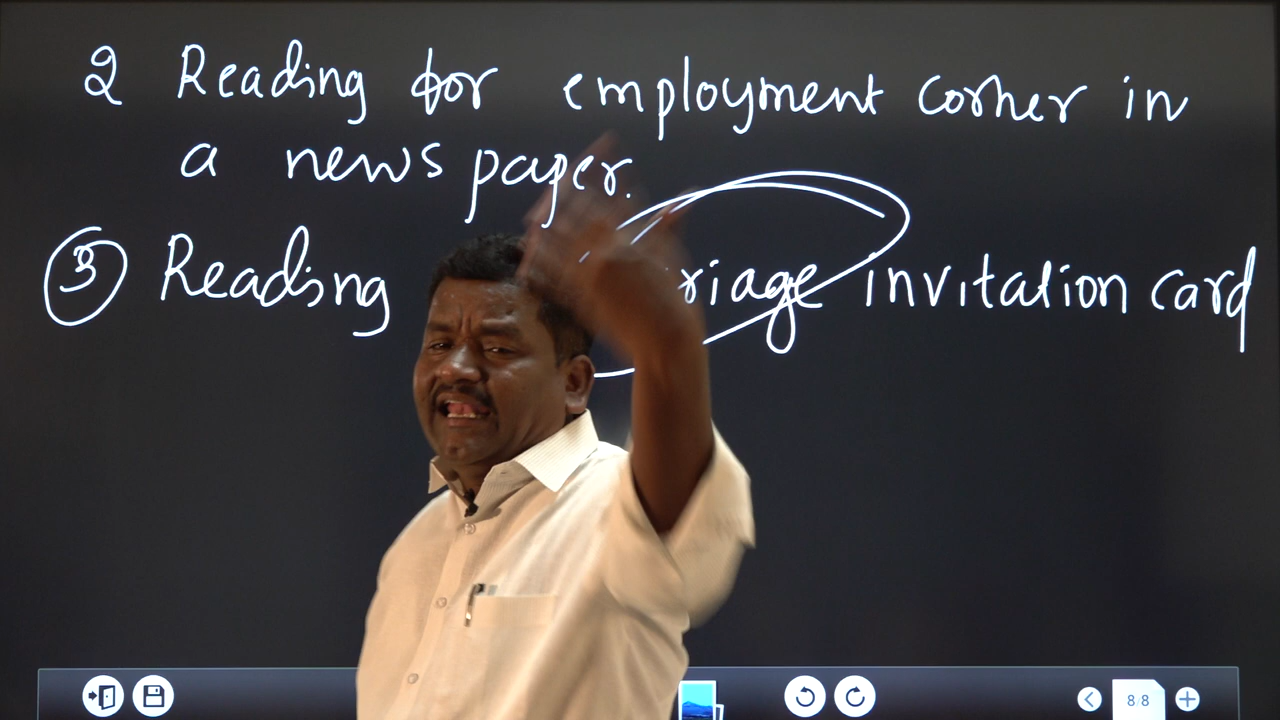 2 Reading for employment corner in
a news paper.
3 Reading riage invitation card
88